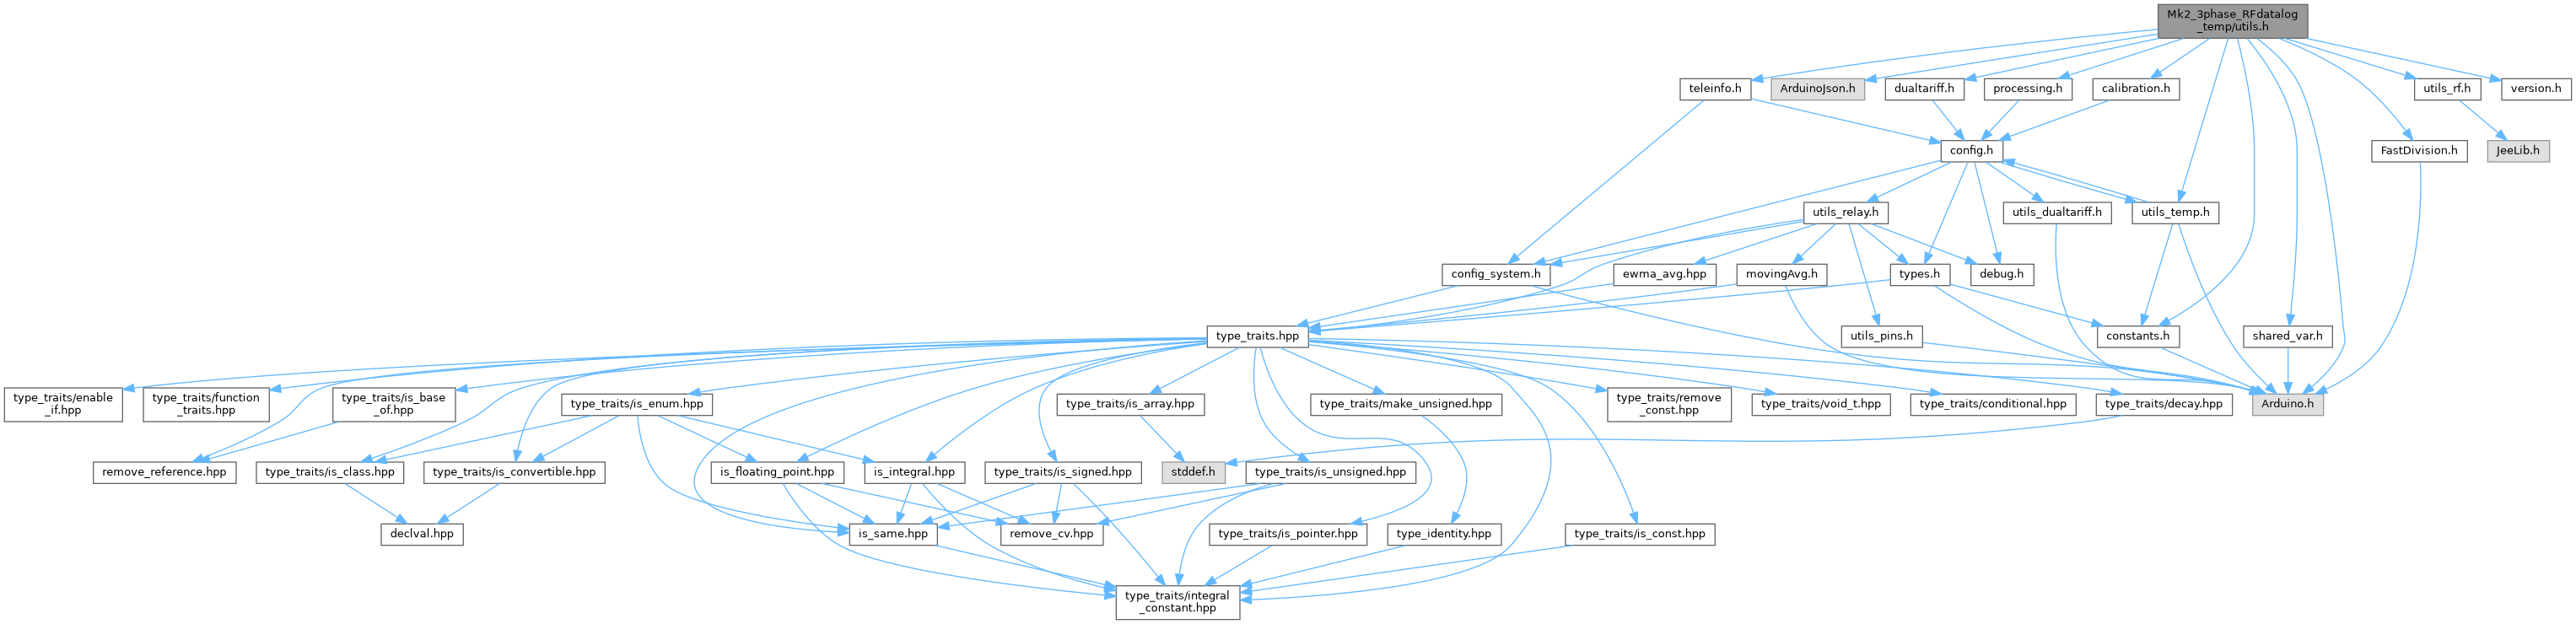 Mk2_3phase_RFdatalog
_temp/utils.h
teleinfo.h
ArduinoJson.h
dualtariff.h
processing.h
calibration.h
utils_rf.h
version.h
config.h
FastDivision.h
JeeLib.h
utils_relay.h
utils_dualtariff.h
utils_temp.h
config_system.h
ewma_avg.hpp
movingAvg.h
types.h
debug.h
type_traits.hpp
utils_pins.h
constants.h
shared_var.h
type_traits/enable
_if.hpp
type_traits/function
_traits.hpp
type_traits/is_base
_of.hpp
type_traits/is_enum.hpp
type_traits/is_array.hpp
type_traits/make_unsigned.hpp
type_traits/remove
_const.hpp
type_traits/void_t.hpp
type_traits/conditional.hpp
type_traits/decay.hpp
Arduino.h
remove_reference.hpp
type_traits/is_class.hpp
type_traits/is_convertible.hpp
is_floating_point.hpp
is_integral.hpp
type_traits/is_signed.hpp
stddef.h
type_traits/is_unsigned.hpp
declval.hpp
is_same.hpp
remove_cv.hpp
type_traits/is_pointer.hpp
type_identity.hpp
type_traits/is_const.hpp
type_traits/integral
_constant.hpp